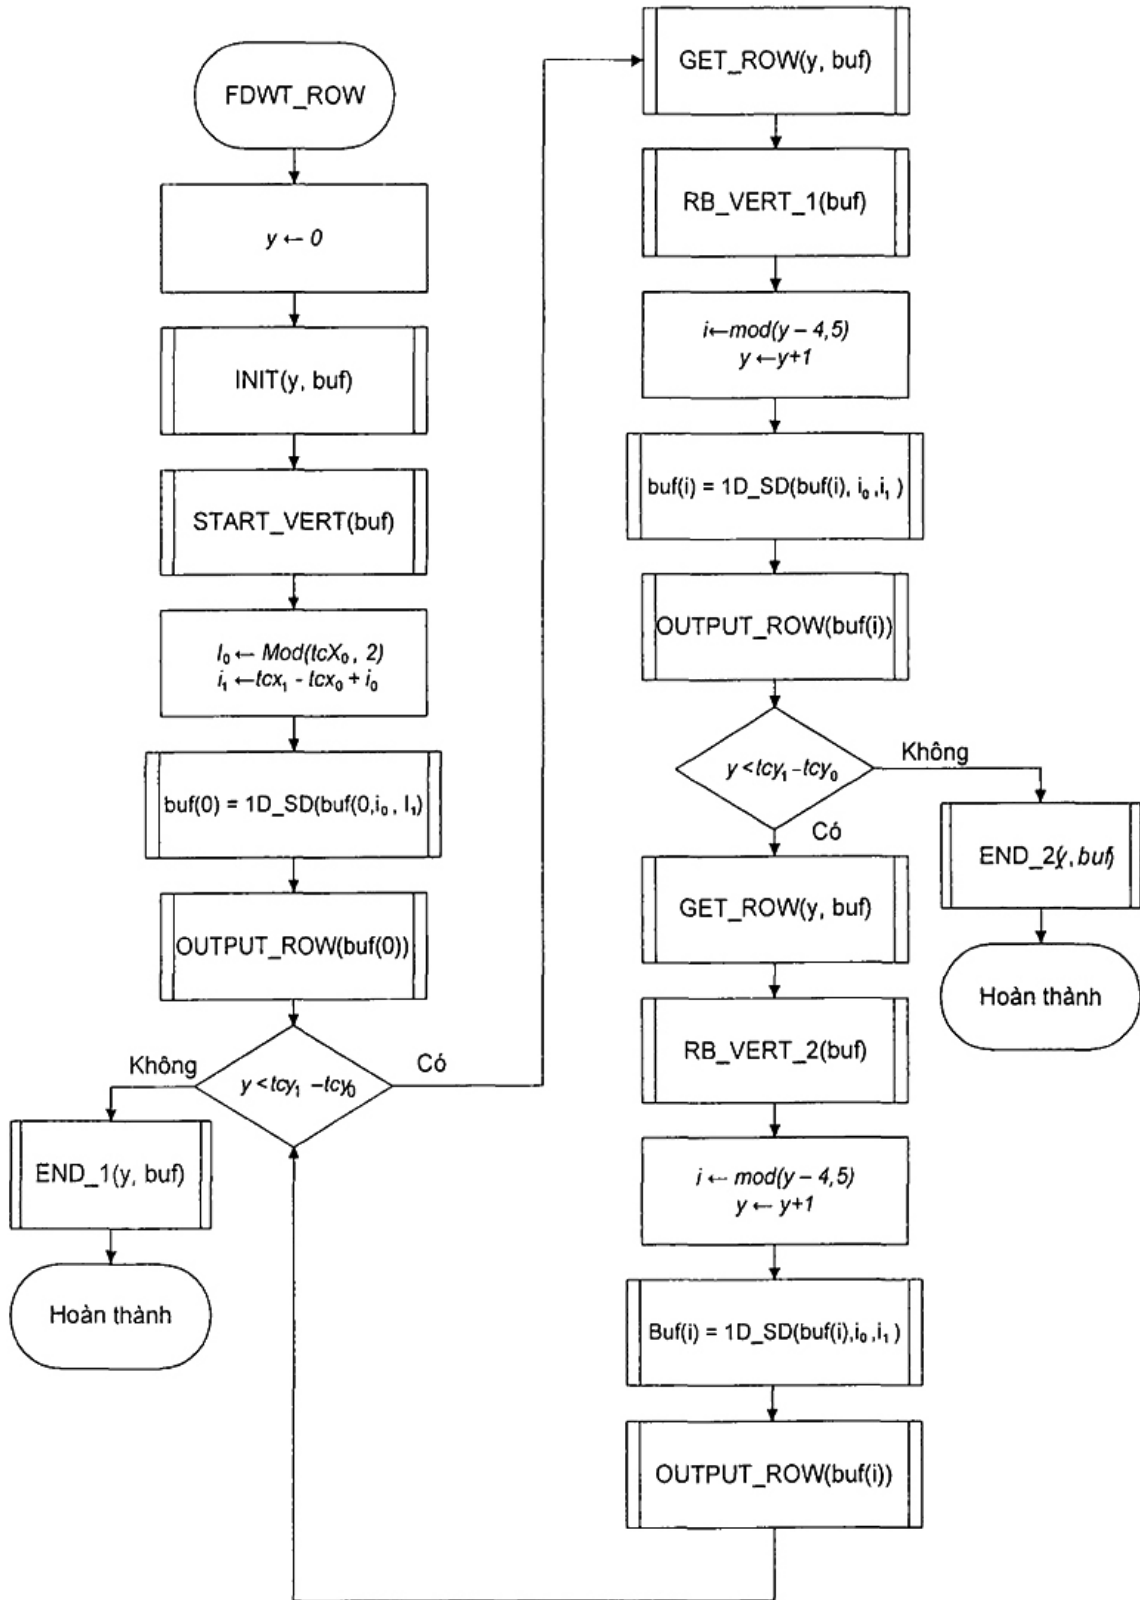 FDWT_ROW
y ← 0
INIT(y, buf)
START_VERT(buf)
I₀ ← Mod(tcX₀, 2)
i₁ ← tcx₁ - tcx₀ + i₀
buf(0) = 1D_SD(buf(0,i₀, I₁)
OUTPUT_ROW(buf(0))
y < tcy₁ – tcy₀
Không
Có
END_1(y, buf)
Hoàn thành
GET_ROW(y, buf)
RB_VERT_1(buf)
i←mod(y – 4,5)
y ← y+1
buf(i) = 1D_SD(buf(i), i₀ ,i₁ )
OUTPUT_ROW(buf(i))
y < tcy₁ – tcy₀
Không
Có
END_2(y, buf)
Hoàn thành
GET_ROW(y, buf)
RB_VERT_2(buf)
i ← mod(y – 4,5)
y ← y+1
Buf(i) = 1D_SD(buf(i),i₀ ,i₁ )
OUTPUT_ROW(buf(i))